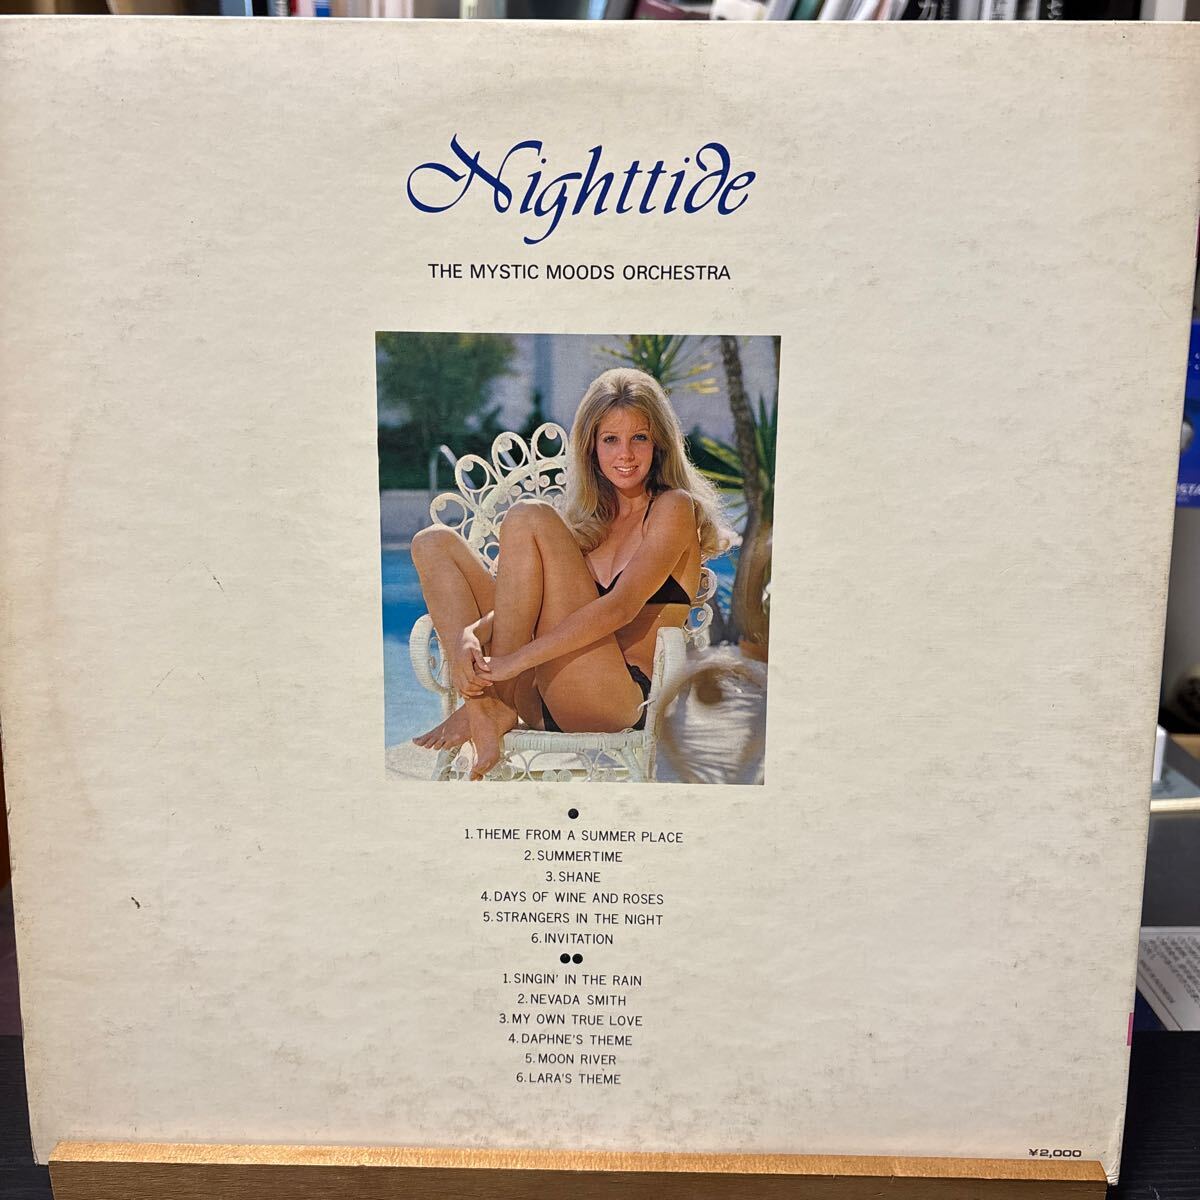 Nighttide
THE MYSTIC MOODS ORCHESTRA
●
1. THEME FROM A SUMMER PLACE
2. SUMMERTIME
3. SHANE
4. DAYS OF WINE AND ROSES
5. STRANGERS IN THE NIGHT
6. INVITATION
●●
1. SINGIN' IN THE RAIN
2. NEVADA SMITH
3. MY OWN TRUE LOVE
4. DAPHNE'S THEME
5. MOON RIVER
6. LARA'S THEME
¥2,000